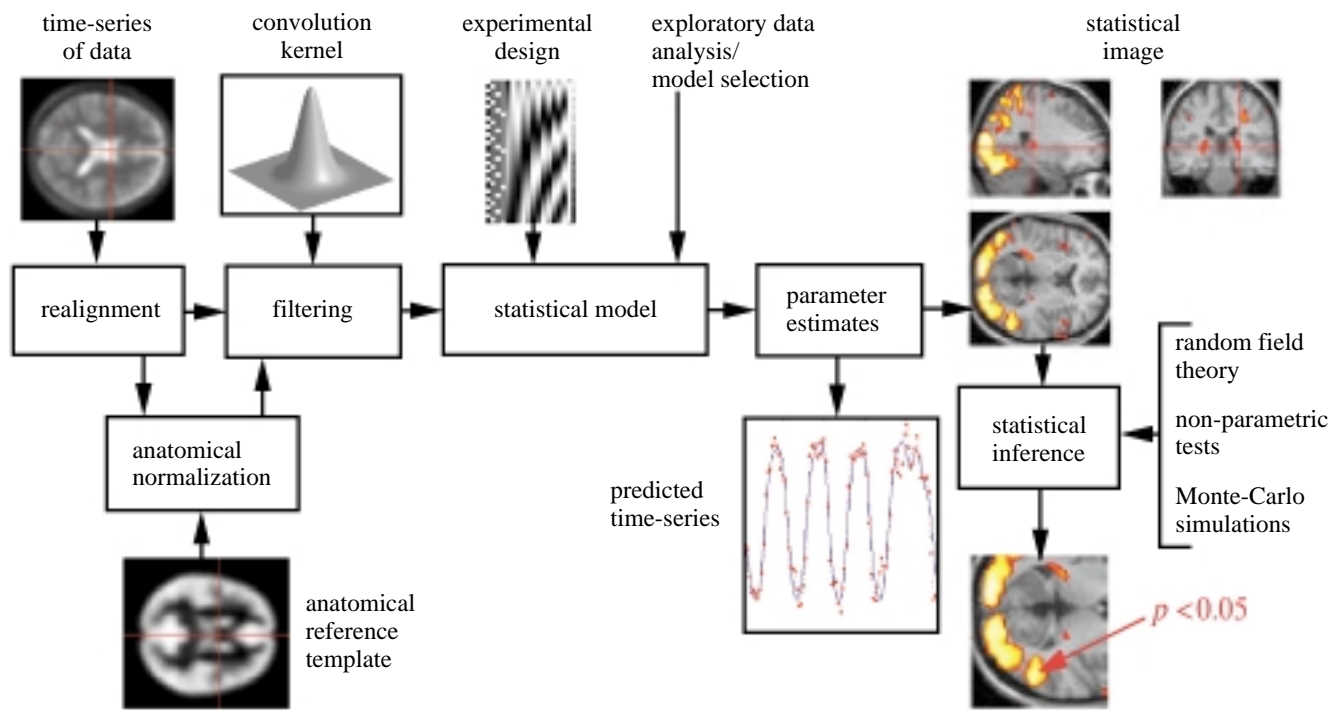 time-series
of data
convolution
kernel
experimental
design
exploratory data
analysis/
model selection
statistical
image
realignment
filtering
statistical model
parameter
estimates
random field
theory
non-parametric
tests
Monte-Carlo
simulations
anatomical
normalization
statistical
inference
predicted
time-series
anatomical
reference
template
p <0.05